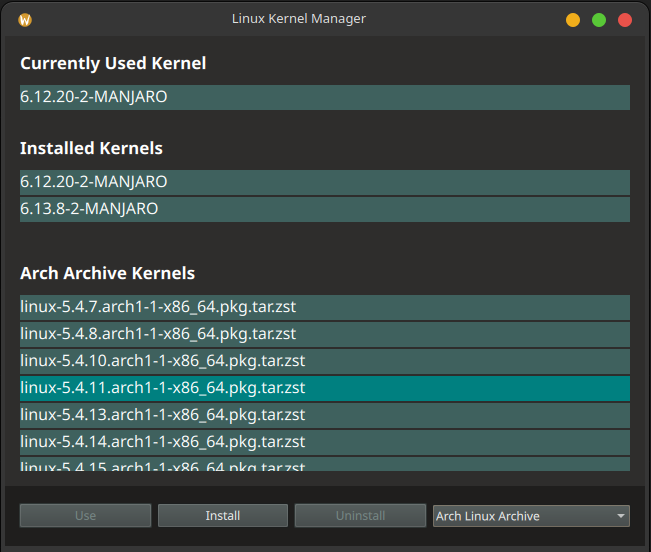 Linux Kernel Manager
Currently Used Kernel
6.12.20-2-MANJARO
Installed Kernels
6.12.20-2-MANJARO
6.13.8-2-MANJARO
Arch Archive Kernels
linux-5.4.7.arch1-1-x86_64.pkg.tar.zst
linux-5.4.8.arch1-1-x86_64.pkg.tar.zst
linux-5.4.10.arch1-1-x86_64.pkg.tar.zst
linux-5.4.11.arch1-1-x86_64.pkg.tar.zst
linux-5.4.13.arch1-1-x86_64.pkg.tar.zst
linux-5.4.14.arch1-1-x86_64.pkg.tar.zst
linux-5.4.15.arch1-1-x86_64.pkg.tar.zst
Use Install Uninstall Arch Linux Archive